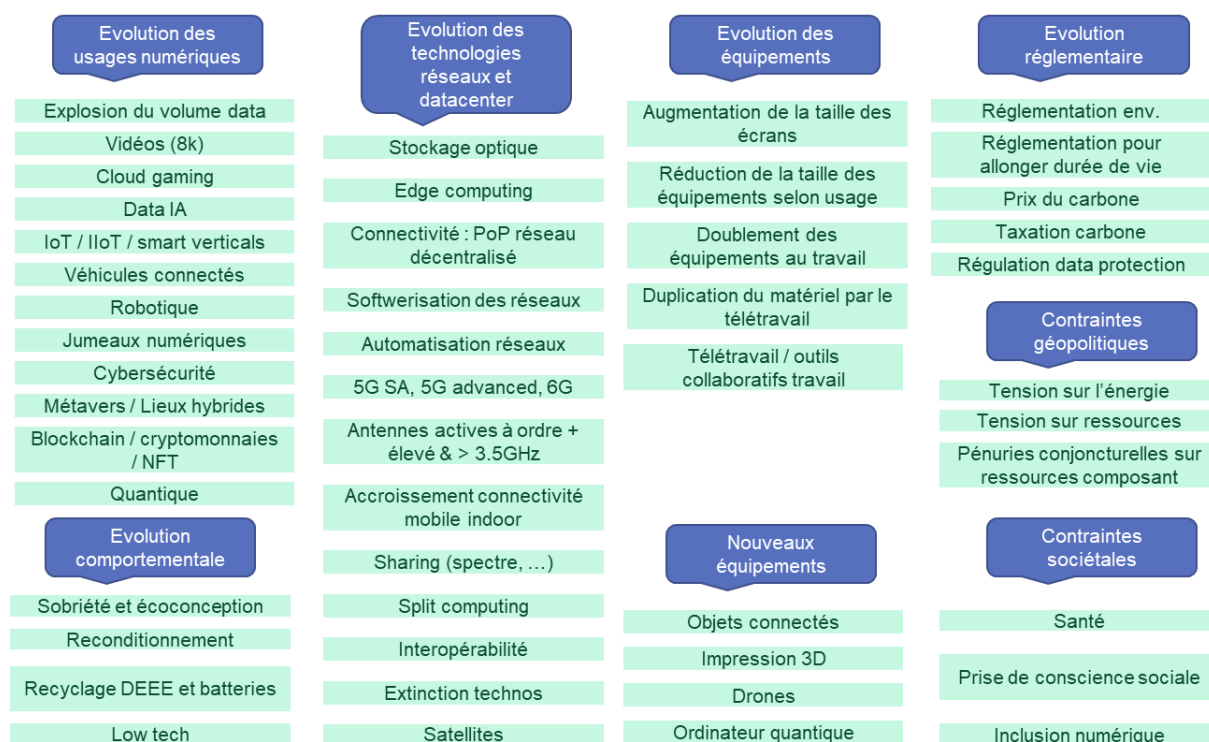 Evolution des
usages numériques
Explosion du volume data
Vidéos (8k)
Cloud gaming
Data IA
IoT / IIoT / smart verticals
Véhicules connectés
Robotique
Jumeaux numériques
Cybersécurité
Métavers / Lieux hybrides
Blockchain / cryptomonnaies
/ NFT
Quantique
Evolution
comportementale
Sobriété et écoconception
Reconditionnement
Recyclage DEEE et batteries
Low tech
Evolution des
technologies
réseaux et
datacenter
Stockage optique
Edge computing
Connectivité : PoP réseau
décentralisé
Softwerisation des réseaux
Automatisation réseaux
5G SA, 5G advanced, 6G
Antennes actives à ordre +
élevé & > 3.5GHz
Accroissement connectivité
mobile indoor
Sharing (spectre, …)
Split computing
Interopérabilité
Extinction technos
Satellites
Evolution des
équipements
Augmentation de la taille des
écrans
Réduction de la taille des
équipements selon usage
Doublement des
équipements au travail
Duplication du matériel par le
télétravail
Télétravail / outils
collaboratifs travail
Nouveaux
équipements
Objets connectés
Impression 3D
Drones
Ordinateur quantique
Evolution
réglementaire
Réglementation env.
Réglementation pour
allonger durée de vie
Prix du carbone
Taxation carbone
Régulation data protection
Contraintes
géopolitiques
Tension sur l’énergie
Tension sur ressources
Pénuries conjoncturelles sur
ressources composant
Contraintes
sociétales
Santé
Prise de conscience sociale
Inclusion numérique